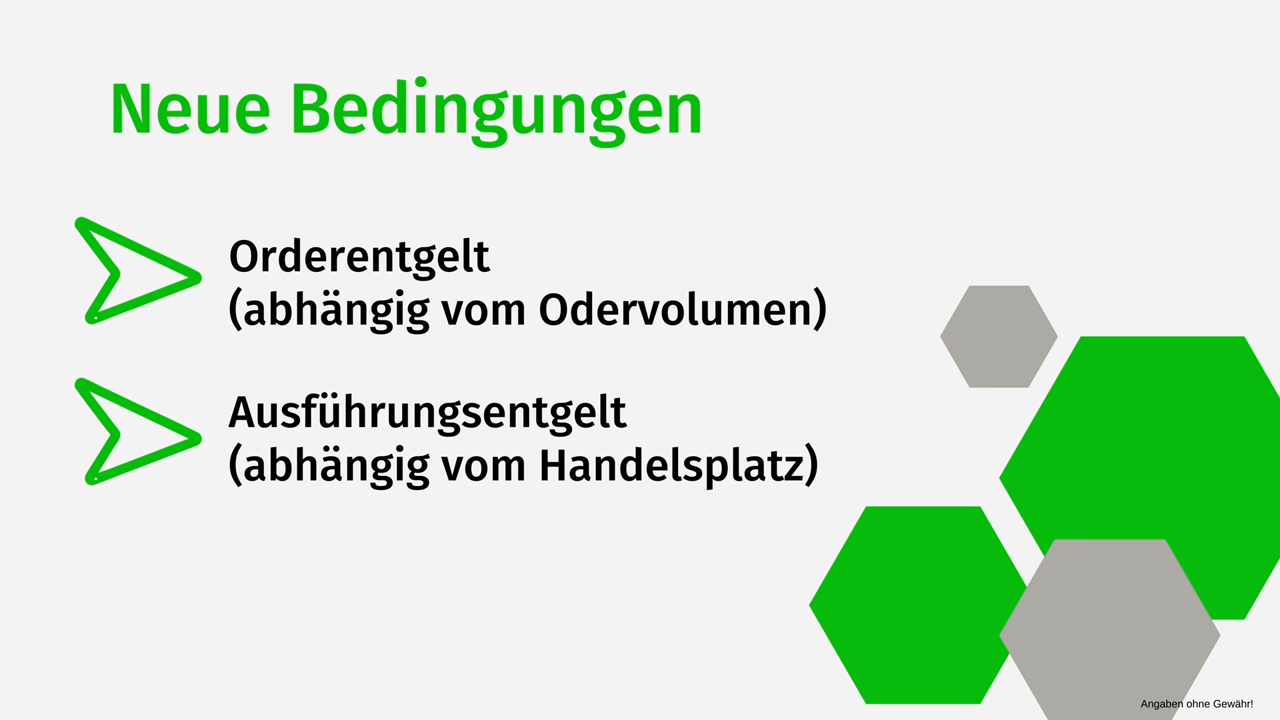 Neue Bedingungen
Orderentgelt
(abhängig vom Odervolumen)
Ausführungsentgelt
(abhängig vom Handelsplatz)
Angaben ohne Gewähr!